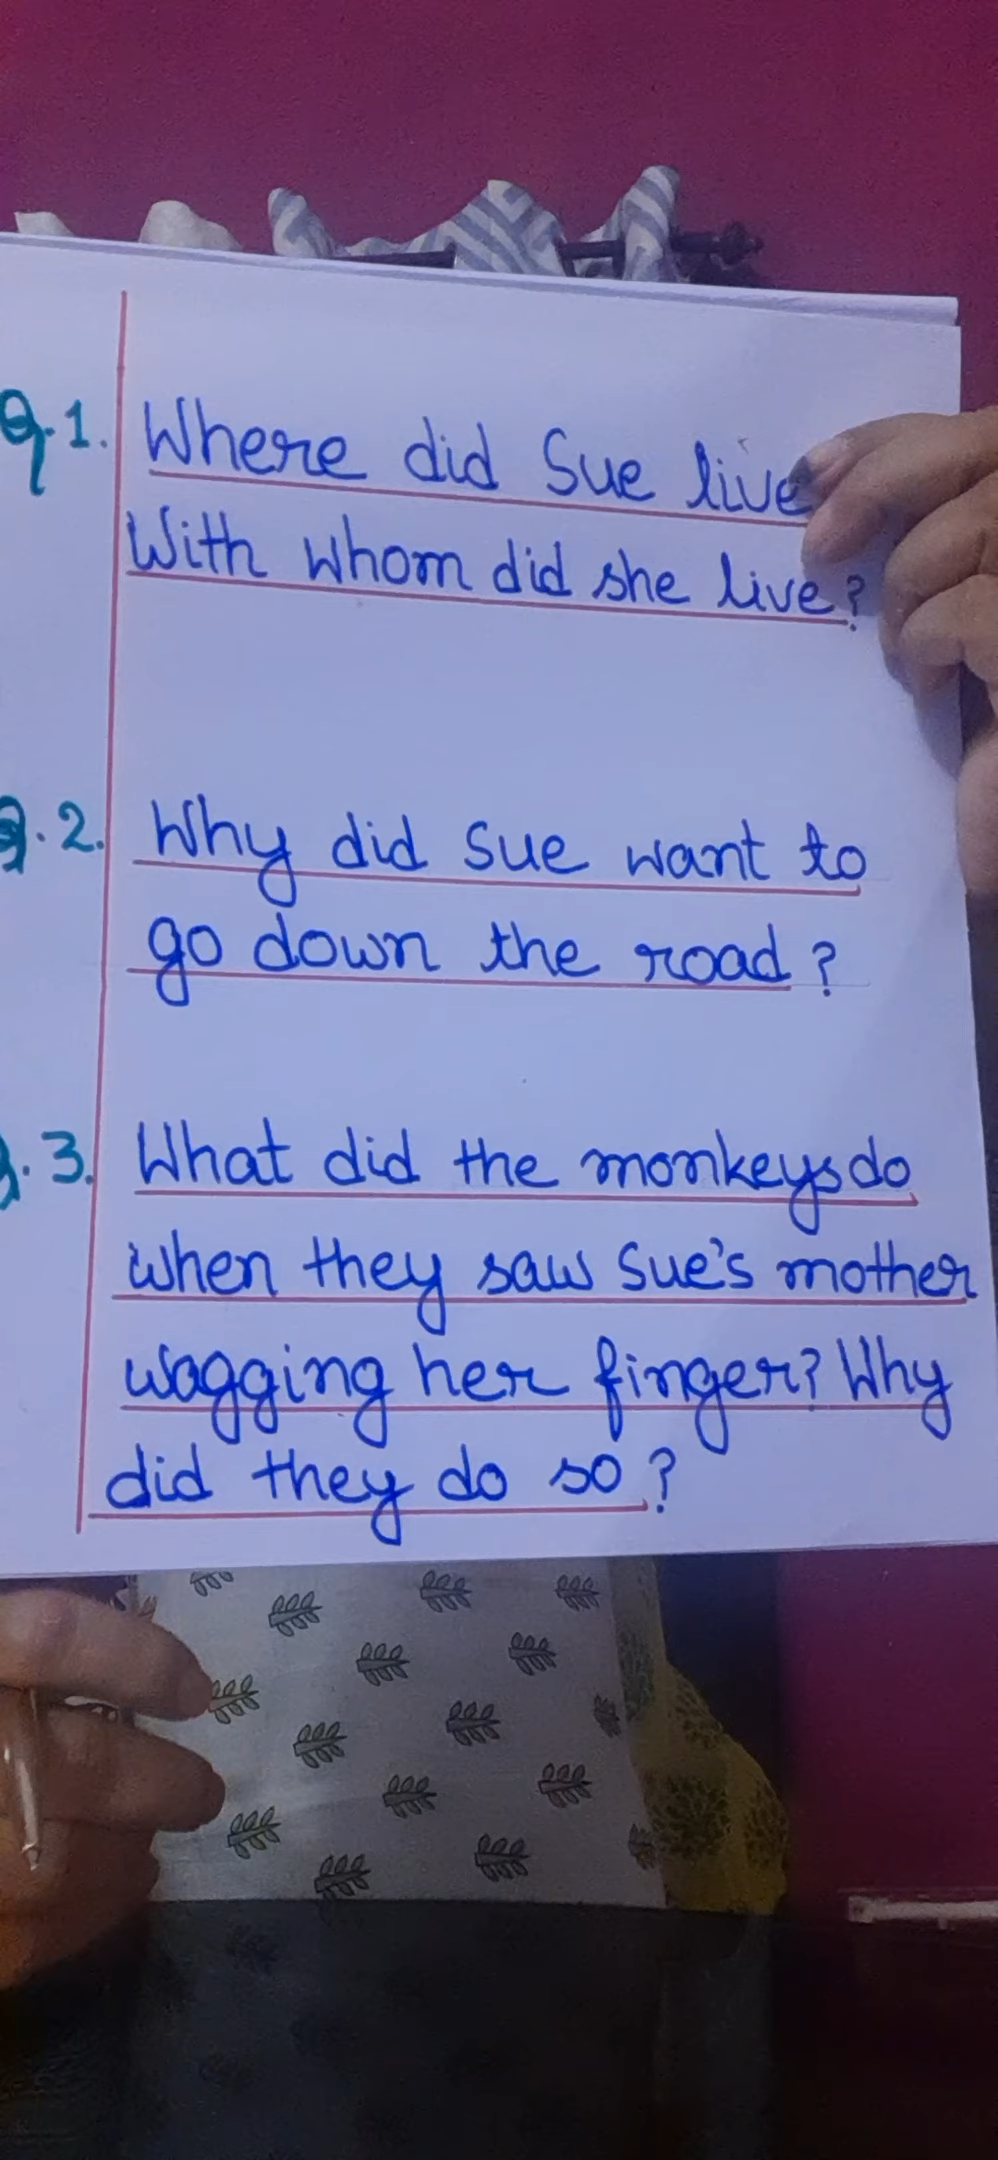 Q.1. Where did Sue live
With whom did she live?
Q.2. Why did Sue want to
go down the road?
Q.3. What did the monkeys do
when they saw Sue's mother
wagging her finger? Why
did they do so?